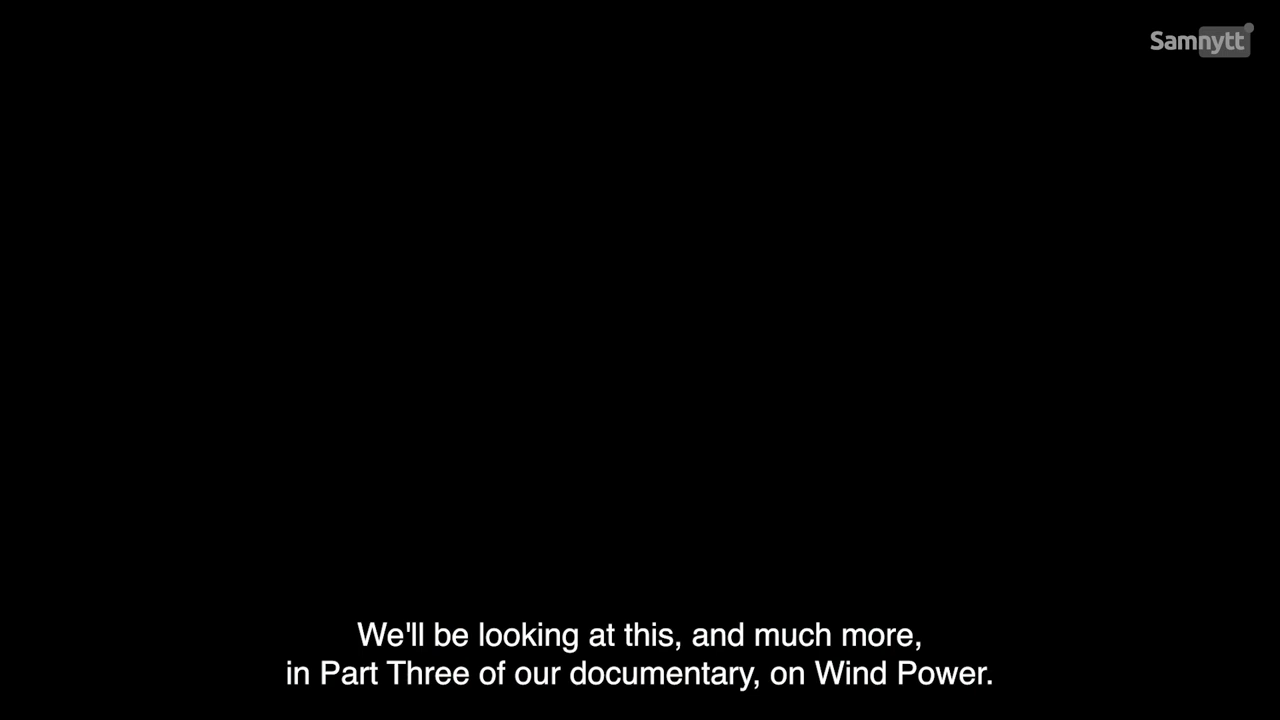 Samnytt
We'll be looking at this, and much more,
in Part Three of our documentary, on Wind Power.